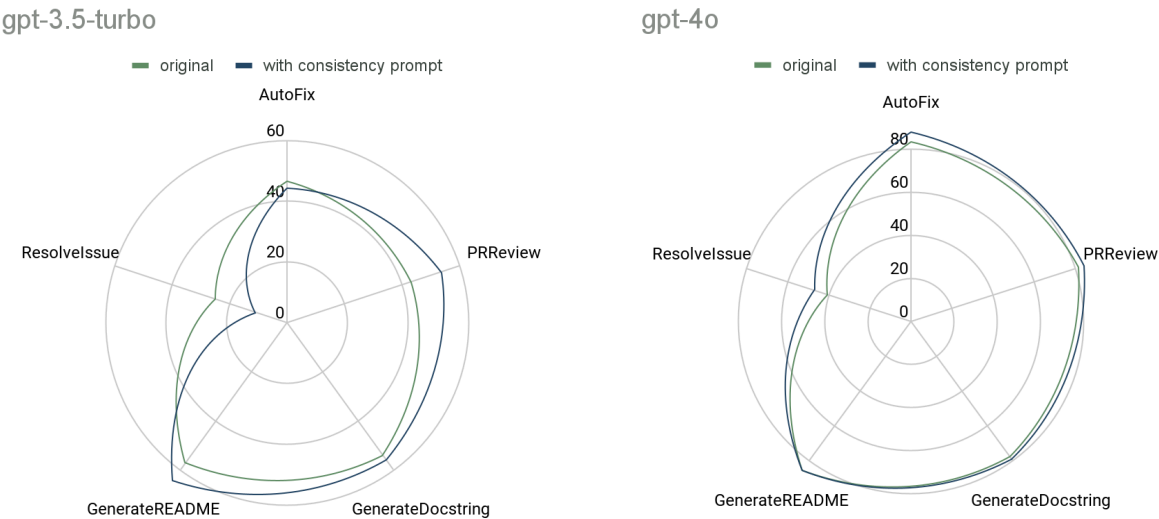 gpt-3.5-turbo
original
with consistency prompt
AutoFix
60
40
20
0
ResolveIssue
PRReview
GenerateREADME
GenerateDocstring
gpt-4o
original
with consistency prompt
AutoFix
80
60
40
20
0
ResolveIssue
PRReview
GenerateREADME
GenerateDocstring